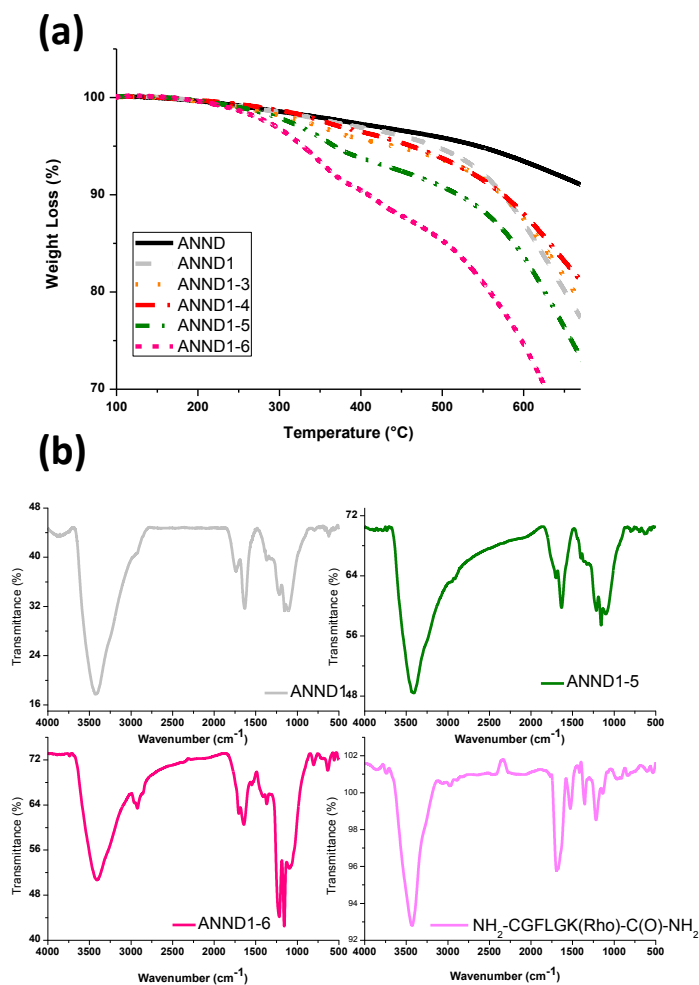 (a)
100
90
80
70
Weight Loss (%)
ANND
ANND1
ANND1-3
ANND1-4
ANND1-5
ANND1-6
100 200 300 400 500 600
Temperature (°C)
(b)
48
36
24
16
Transmittance (%)
ANND1
4000 3500 3000 2500 2000 1500 1000 500
Wavenumber (cm-1)
72
64
56
48
Transmittance (%)
ANND1-5
4000 3500 3000 2500 2000 1500 1000 500
Wavenumber (cm-1)
72
64
56
48
40
Transmittance (%)
ANND1-6
4000 3500 3000 2500 2000 1500 1000 500
Wavenumber (cm-1)
102
100
98
96
94
92
Transmittance (%)
NH2-CGFLGK(Rho)-C(O)-NH2
4000 3500 3000 2500 2000 1500 1000 500
Wavenumber (cm-1)